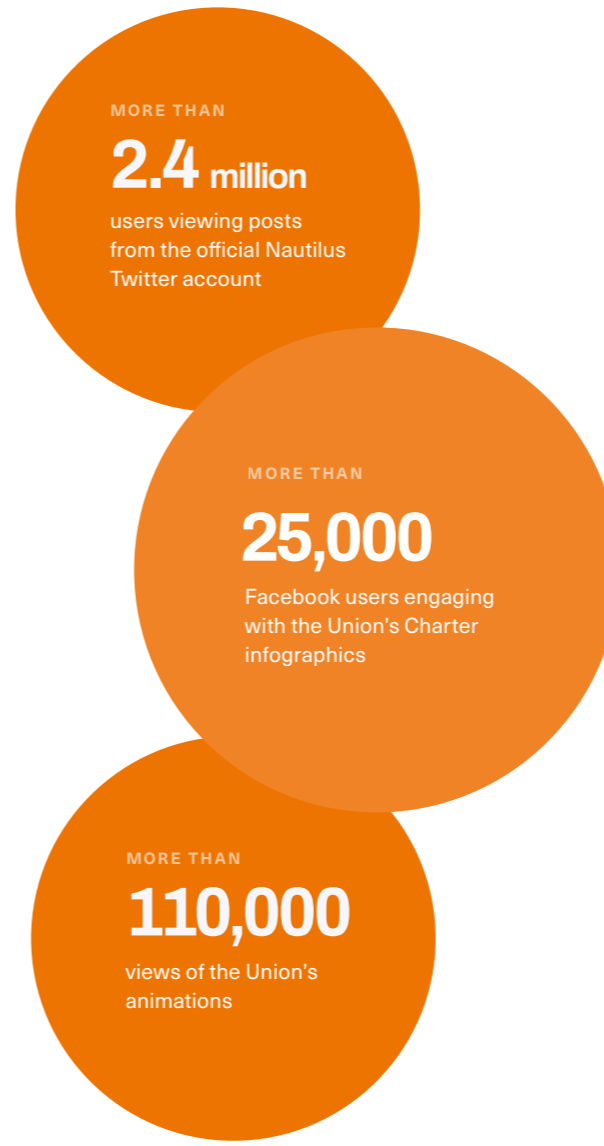 MORE THAN
2.4 million
users viewing posts
from the official Nautilus
Twitter account
MORE THAN
25,000
Facebook users engaging
with the Union's Charter
infographics
MORE THAN
110,000
views of the Union's
animations